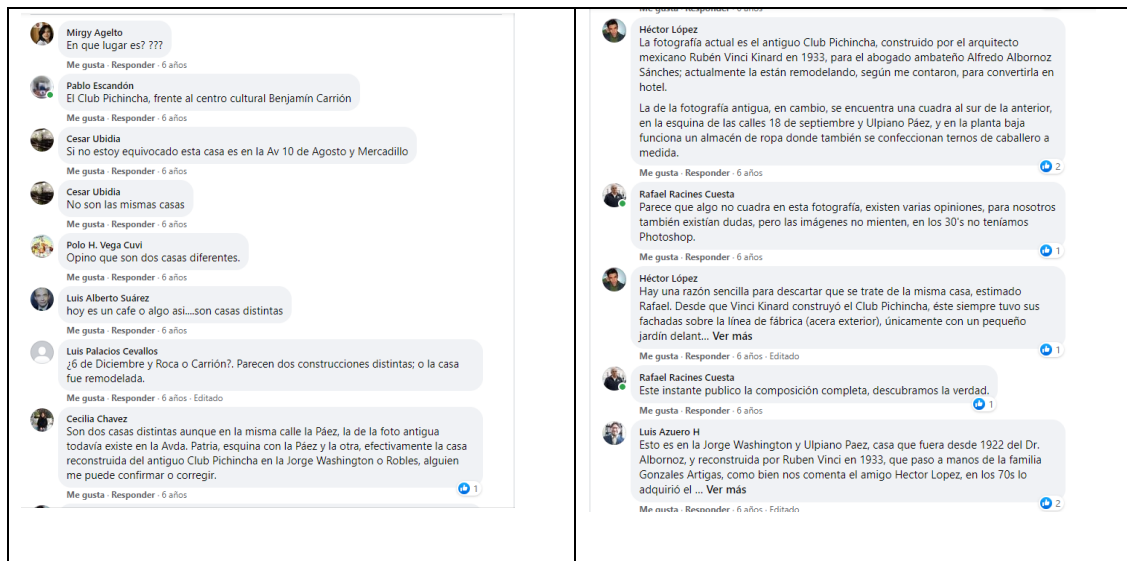 Mirgy Agelto
En que lugar es? ???
Me gusta · Responder · 6 años
Pablo Escandón
El Club Pichincha, frente al centro cultural Benjamín Carrión
Me gusta · Responder · 6 años
Cesar Ubidia
Si no estoy equivocado esta casa es en la Av 10 de Agosto y Mercadillo
Me gusta · Responder · 6 años
Cesar Ubidia
No son las mismas casas
Me gusta · Responder · 6 años
Polo H. Vega Cuvi
Opino que son dos casas diferentes.
Me gusta · Responder · 6 años
Luis Alberto Suárez
hoy es un cafe o algo asi....son casas distintas
Me gusta · Responder · 6 años
Luis Palacios Cevallos
¿6 de Diciembre y Roca o Carrión?. Parecen dos construcciones distintas; o la casa
fue remodelada.
Me gusta · Responder · 6 años · Editado
Cecilia Chavez
Son dos casas distintas aunque en la misma calle la Páez, la de la foto antigua
todavía existe en la Avda. Patria, esquina con la Páez y la otra, efectivamente la casa
reconstruida del antiguo Club Pichincha en la Jorge Washington o Robles, alguien
me puede confirmar o corregir.
Me gusta · Responder · 6 años
1
Me gusta · Responder · 6 años
Héctor López
La fotografía actual es el antiguo Club Pichincha, construido por el arquitecto
mexicano Rubén Vinci Kinard en 1933, para el abogado ambateño Alfredo Albornoz
Sánches; actualmente la están remodelando, según me contaron, para convertirla en
hotel.
La de la fotografía antigua, en cambio, se encuentra una cuadra al sur de la anterior,
en la esquina de las calles 18 de septiembre y Ulpiano Páez, y en la planta baja
funciona un almacén de ropa donde también se confeccionan ternos de caballero a
medida.
2
Me gusta · Responder · 6 años
Rafael Racines Cuesta
Parece que algo no cuadra en esta fotografía, existen varias opiniones, para nosotros
también existían dudas, pero las imágenes no mienten, en los 30's no teníamos
Photoshop.
1
Me gusta · Responder · 6 años
Héctor López
Hay una razón sencilla para descartar que se trate de la misma casa, estimado
Rafael. Desde que Vinci Kinard construyó el Club Pichincha, éste siempre tuvo sus
fachadas sobre la línea de fábrica (acera exterior), únicamente con un pequeño
jardín delant... Ver más
1
Me gusta · Responder · 6 años · Editado
Rafael Racines Cuesta
Este instante publico la composición completa, descubramos la verdad.
1
Me gusta · Responder · 6 años
Luis Azuero H
Esto es en la Jorge Washington y Ulpiano Paez, casa que fuera desde 1922 del Dr.
Albornoz, y reconstruida por Ruben Vinci en 1933, que paso a manos de la familia
Gonzales Artigas, como bien nos comenta el amigo Hector Lopez, en los 70s lo
adquirió el ... Ver más
2
Me gusta · Responder · 6 años · Editado